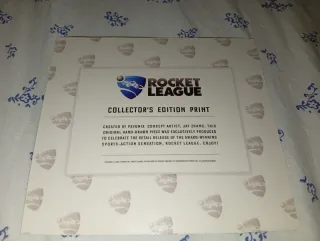 ROCKET
LEAGUE
COLLECTOR'S EDITION PRINT
CREATED BY PSYONIX CONCEPT ARTIST, JAY ZHANG, THIS
ORIGINAL HAND-DRAWN PIECE WAS EXCLUSIVELY PRODUCED
TO CELEBRATE THE RETAIL RELEASE OF THE AWARD-WINNING
SPORTS-ACTION SENSATION, ROCKET LEAGUE. ENJOY!